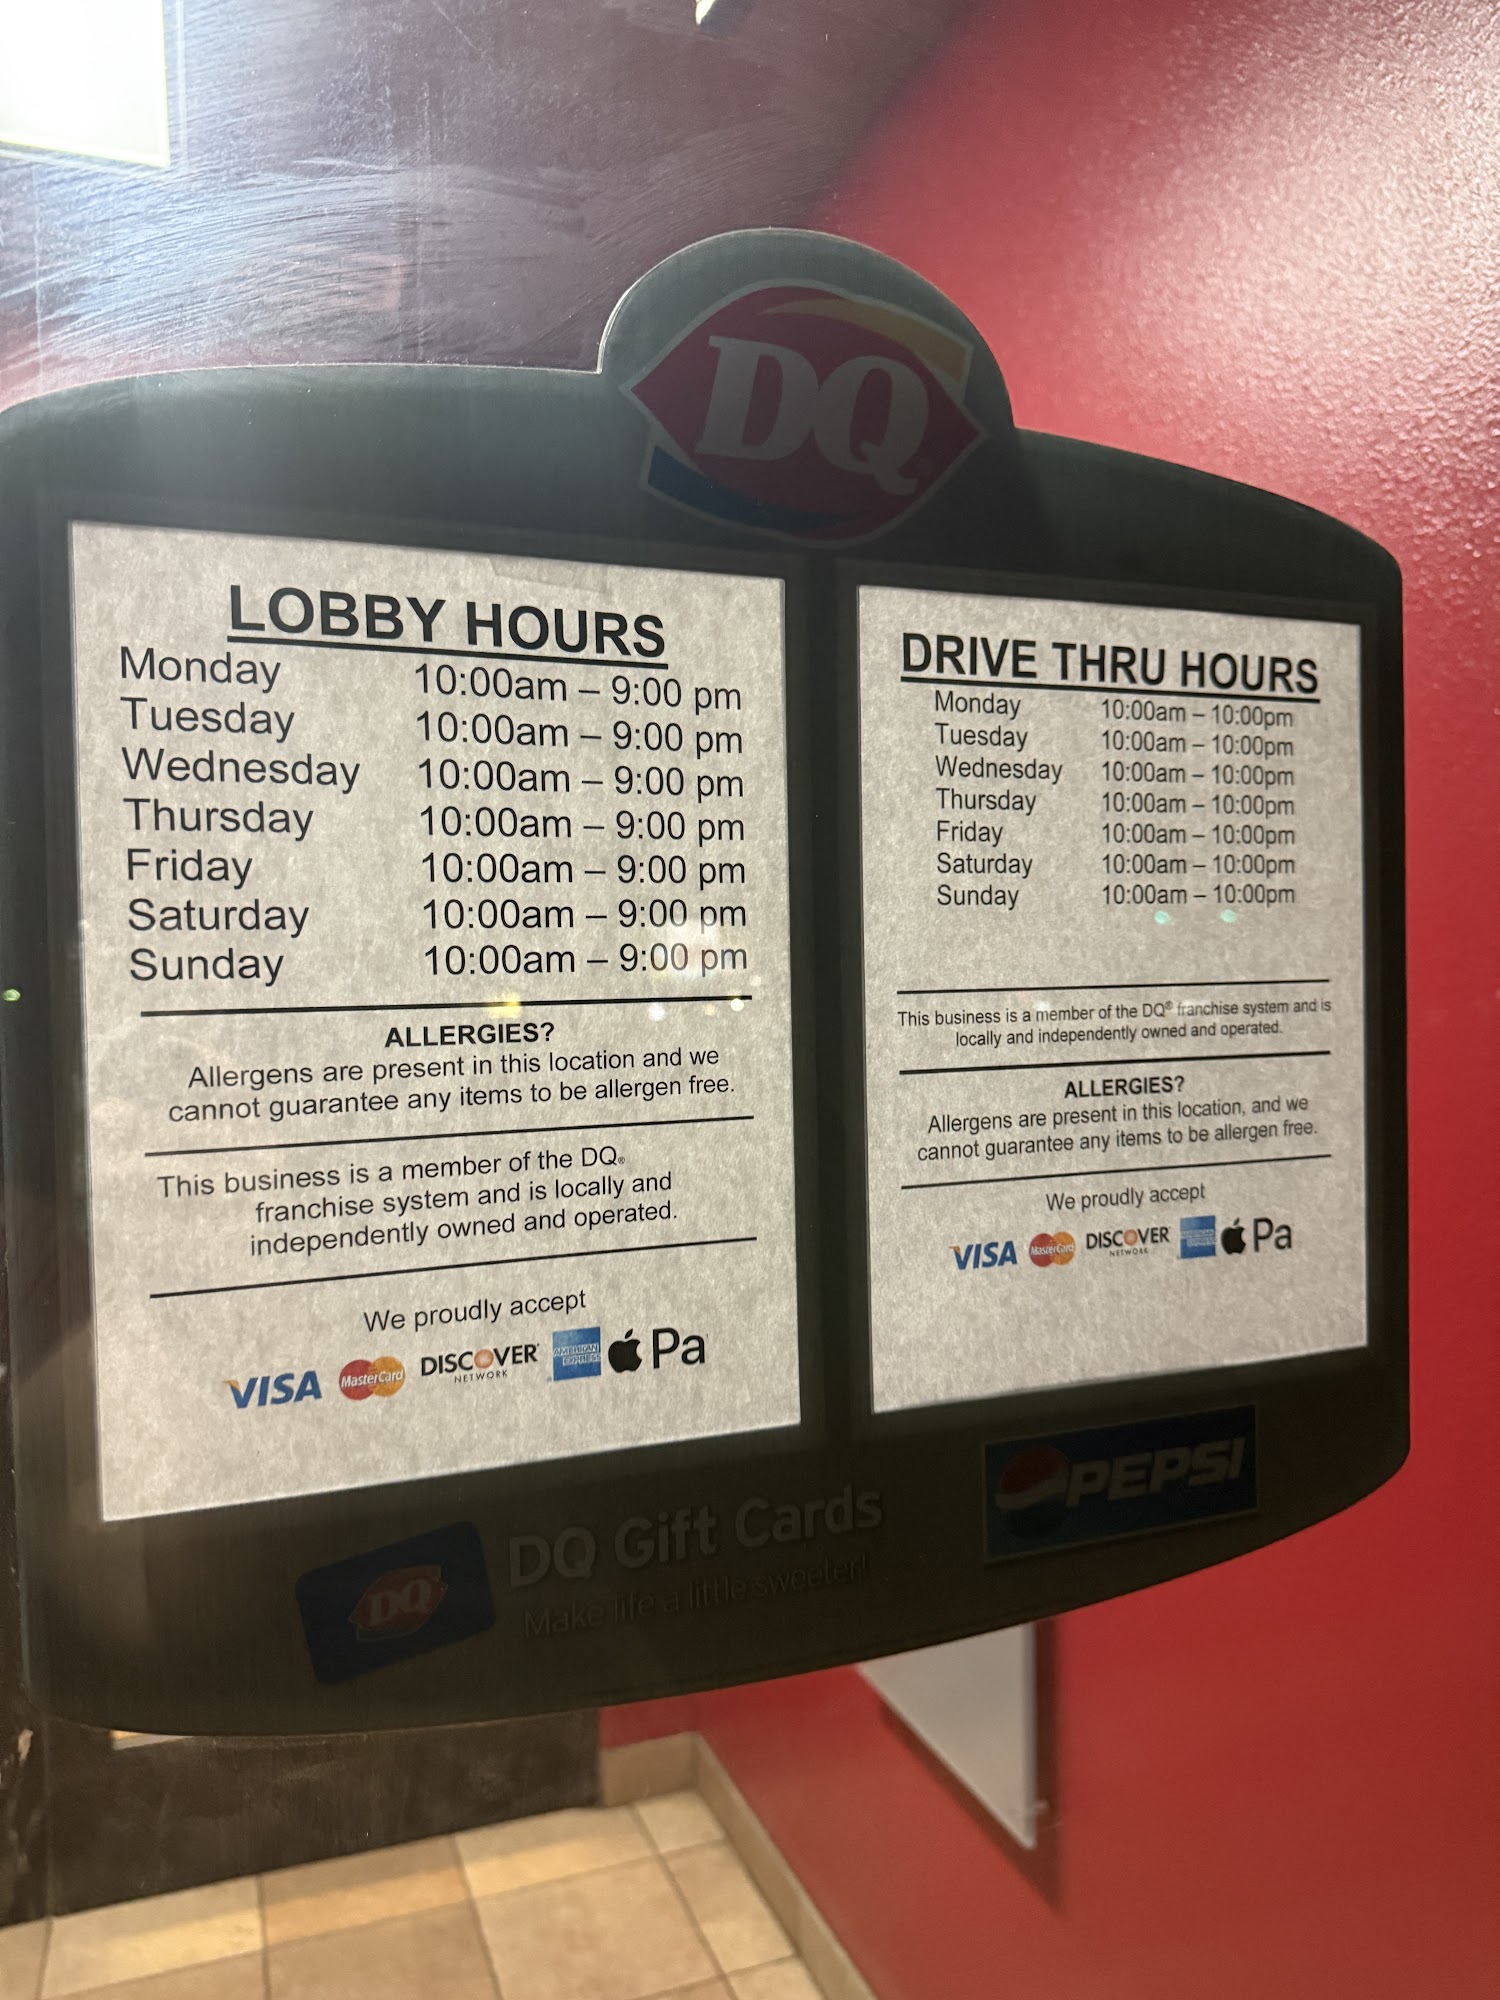 DQ
LOBBY HOURS
Monday 10:00am – 9:00 pm
Tuesday 10:00am – 9:00 pm
Wednesday 10:00am – 9:00 pm
Thursday 10:00am – 9:00 pm
Friday 10:00am – 9:00 pm
Saturday 10:00am – 9:00 pm
Sunday 10:00am – 9:00 pm
ALLERGIES?
Allergens are present in this location and we
cannot guarantee any items to be allergen free.
This business is a member of the DQ®
franchise system and is locally and
independently owned and operated.
We proudly accept
VISA MasterCard DISCOVER NETWORK AMERICAN EXPRESS Pa
DRIVE THRU HOURS
Monday 10:00am – 10:00pm
Tuesday 10:00am – 10:00pm
Wednesday 10:00am – 10:00pm
Thursday 10:00am – 10:00pm
Friday 10:00am – 10:00pm
Saturday 10:00am – 10:00pm
Sunday 10:00am – 10:00pm
This business is a member of the DQ® franchise system and is
locally and independently owned and operated.
ALLERGIES?
Allergens are present in this location, and we
cannot guarantee any items to be allergen free.
We proudly accept
VISA MasterCard DISCOVER NETWORK AMERICAN EXPRESS Pa
DQ
DQ Gift Cards
Make life a little sweeter!
PEPSI